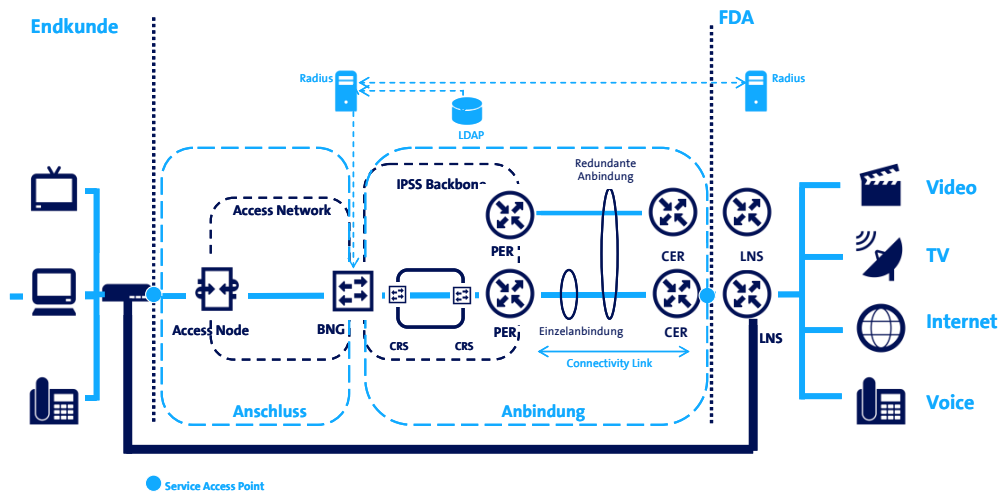 Endkunde
FDA
Radius
Radius
LDAP
Redundante
Anbindung
IPSS Backbon
Access Network
Video
PER
CER
LNS
TV
Access Node
BNG
PER
Einzelanbindung
CER
LNS
Internet
CRS
CRS
Connectivity Link
Anschluss
Anbindung
Voice
Service Access Point